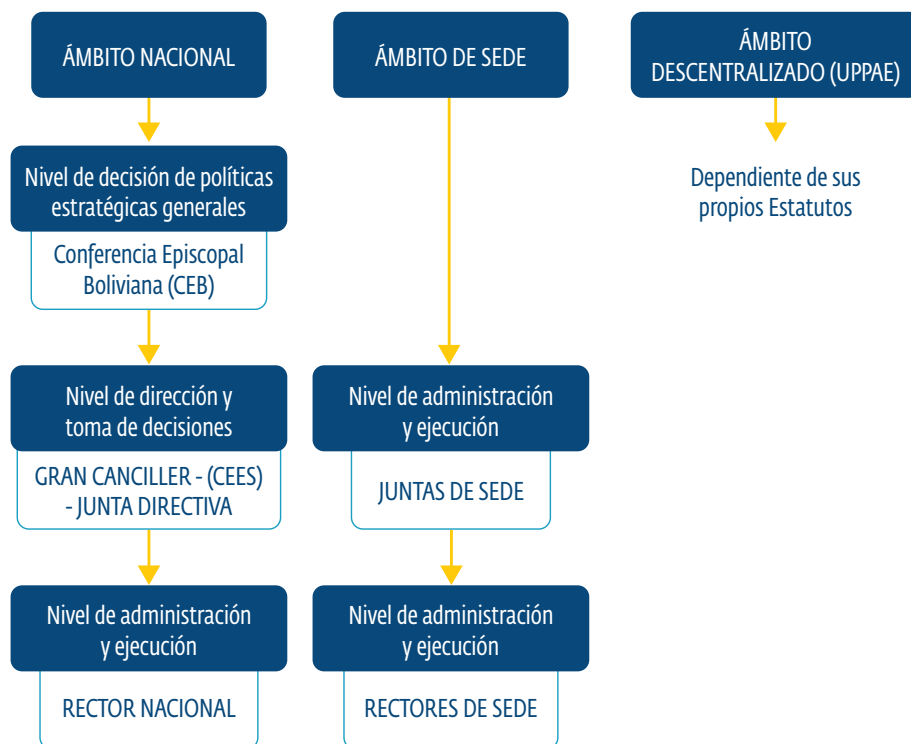 ÁMBITO NACIONAL
Nivel de decisión de políticas
estratégicas generales
Conferencia Episcopal
Boliviana (CEB)
Nivel de dirección y
toma de decisiones
GRAN CANCILLER - (CEES)
- JUNTA DIRECTIVA
Nivel de administración
y ejecución
RECTOR NACIONAL
ÁMBITO DE SEDE
Nivel de administración
y ejecución
JUNTAS DE SEDE
Nivel de administración
y ejecución
RECTORES DE SEDE
ÁMBITO
DESCENTRALIZADO (UPPAE)
Dependiente de sus
propios Estatutos